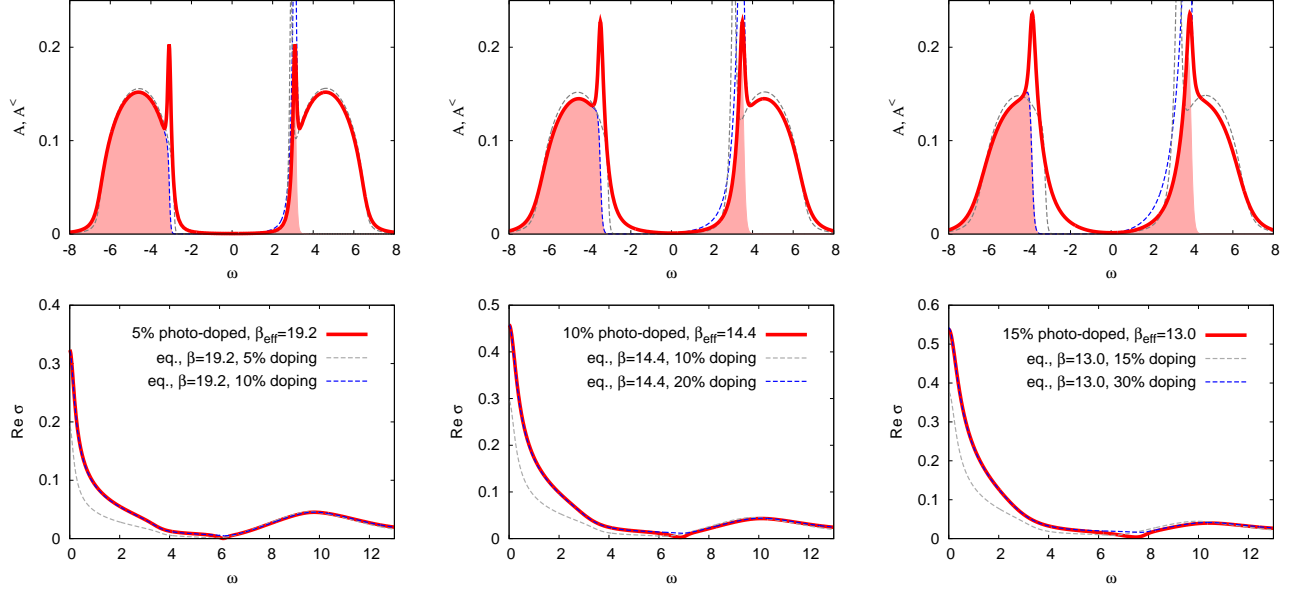 A, A<
0.2
0.1
0
-8 -6 -4 -2 0 2 4 6 8
ω
A, A<
0.2
0.1
0
-8 -6 -4 -2 0 2 4 6 8
ω
A, A<
0.2
0.1
0
-8 -6 -4 -2 0 2 4 6 8
ω
Re σ
0.4
0.3
0.2
0.1
0
5% photo-doped, βeff=19.2
eq., β=19.2, 5% doping
eq., β=19.2, 10% doping
0 2 4 6 8 10 12
ω
Re σ
0.5
0.4
0.3
0.2
0.1
0
10% photo-doped, βeff=14.4
eq., β=14.4, 10% doping
eq., β=14.4, 20% doping
0 2 4 6 8 10 12
ω
Re σ
0.6
0.5
0.4
0.3
0.2
0.1
0
15% photo-doped, βeff=13.0
eq., β=13.0, 15% doping
eq., β=13.0, 30% doping
0 2 4 6 8 10 12
ω